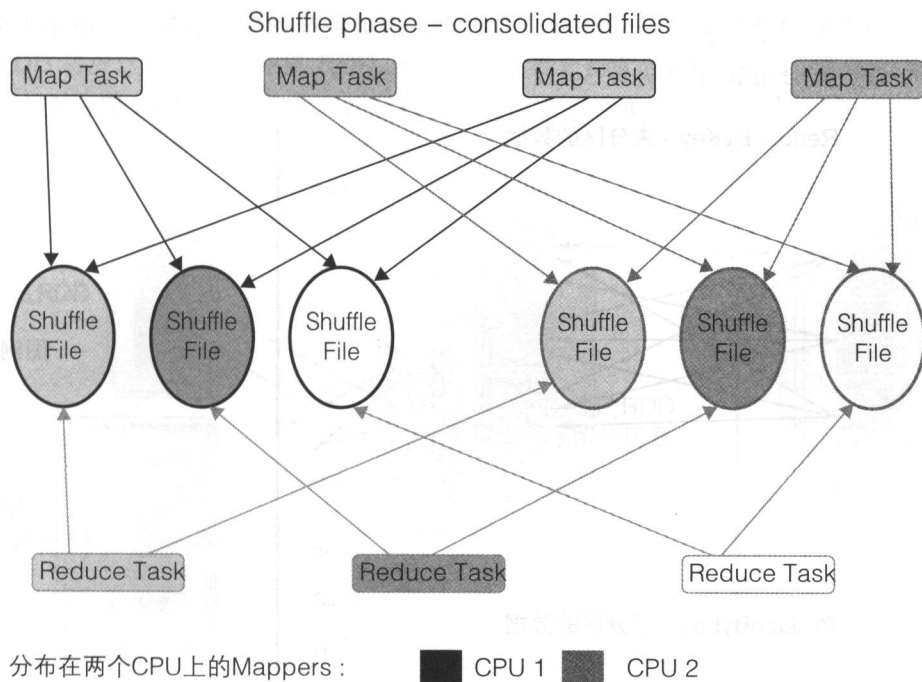 Shuffle phase – consolidated files
Map Task
Map Task
Map Task
Map Task
Shuffle File
Shuffle File
Shuffle File
Shuffle File
Shuffle File
Shuffle File
Reduce Task
Reduce Task
Reduce Task
分布在两个CPU上的Mappers : CPU 1 CPU 2